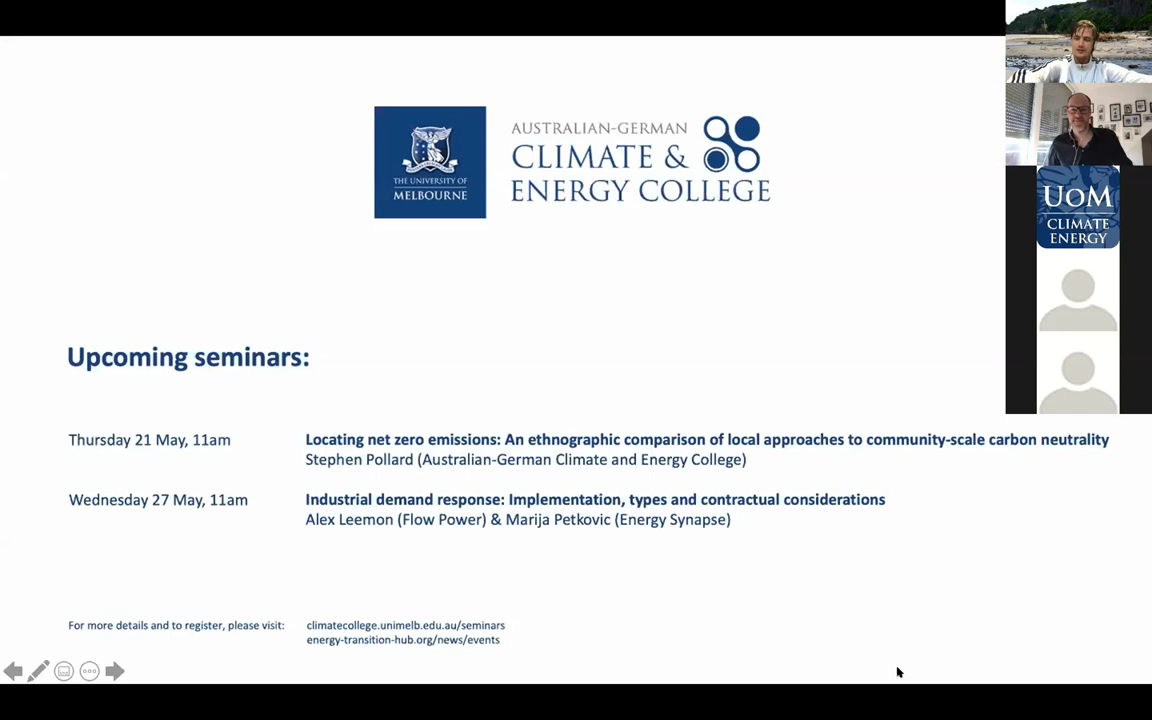 THE UNIVERSITY OF
MELBOURNE
AUSTRALIAN-GERMAN
CLIMATE &
ENERGY COLLEGE
UOM
CLIMATE
ENERGY
Upcoming seminars:
Thursday 21 May, 11am
Locating net zero emissions: An ethnographic comparison of local approaches to community-scale carbon neutrality
Stephen Pollard (Australian-German Climate and Energy College)
Wednesday 27 May, 11am
Industrial demand response: Implementation, types and contractual considerations
Alex Leemon (Flow Power) & Marija Petkovic (Energy Synapse)
For more details and to register, please visit:
climatecollege.unimelb.edu.au/seminars
energy-transition-hub.org/news/events